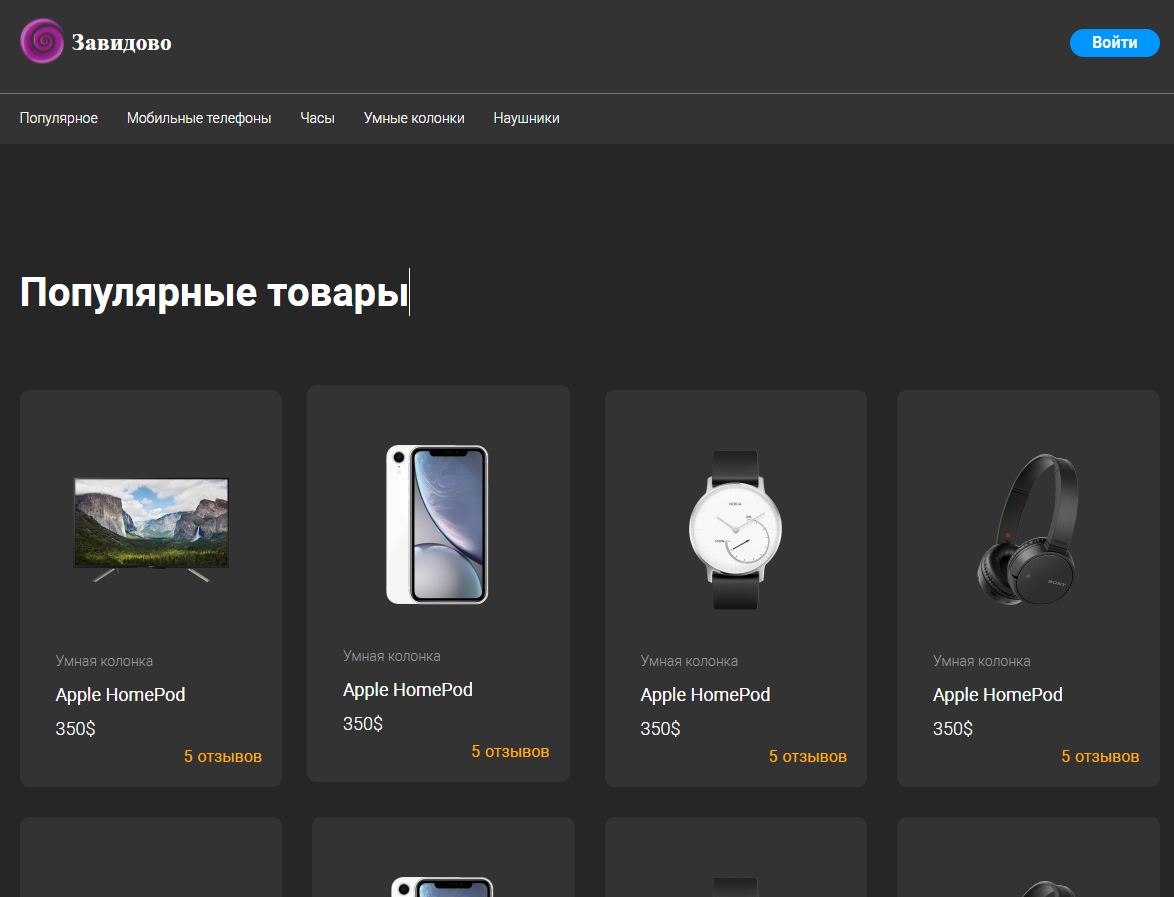 Завидово
Войти
Популярное Мобильные телефоны Часы Умные колонки Наушники
Популярные товары
NOKIA
SONY
Умная колонка
Apple HomePod
350$
5 отзывов
Умная колонка
Apple HomePod
350$
5 отзывов
Умная колонка
Apple HomePod
350$
5 отзывов
Умная колонка
Apple HomePod
350$
5 отзывов